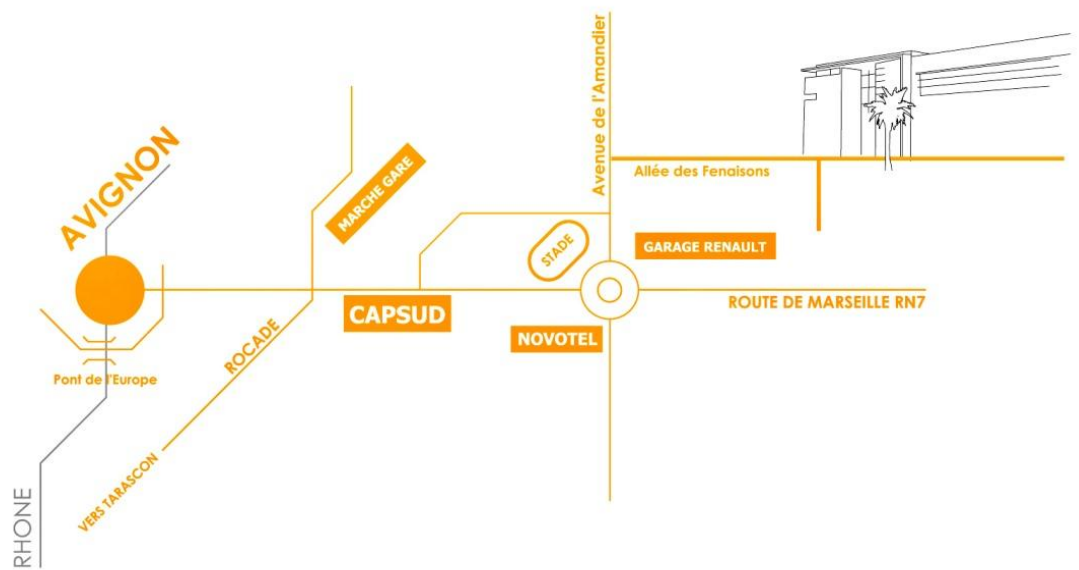 AVIGNON
MARCHE GARE
Avenue de l'Amandier
Allée des Fenaisons
STADE
GARAGE RENAULT
ROUTE DE MARSEILLE RN7
CAPSUD
NOVOTEL
ROCADE
Pont de l'Europe
VERS TARASCON
RHONE